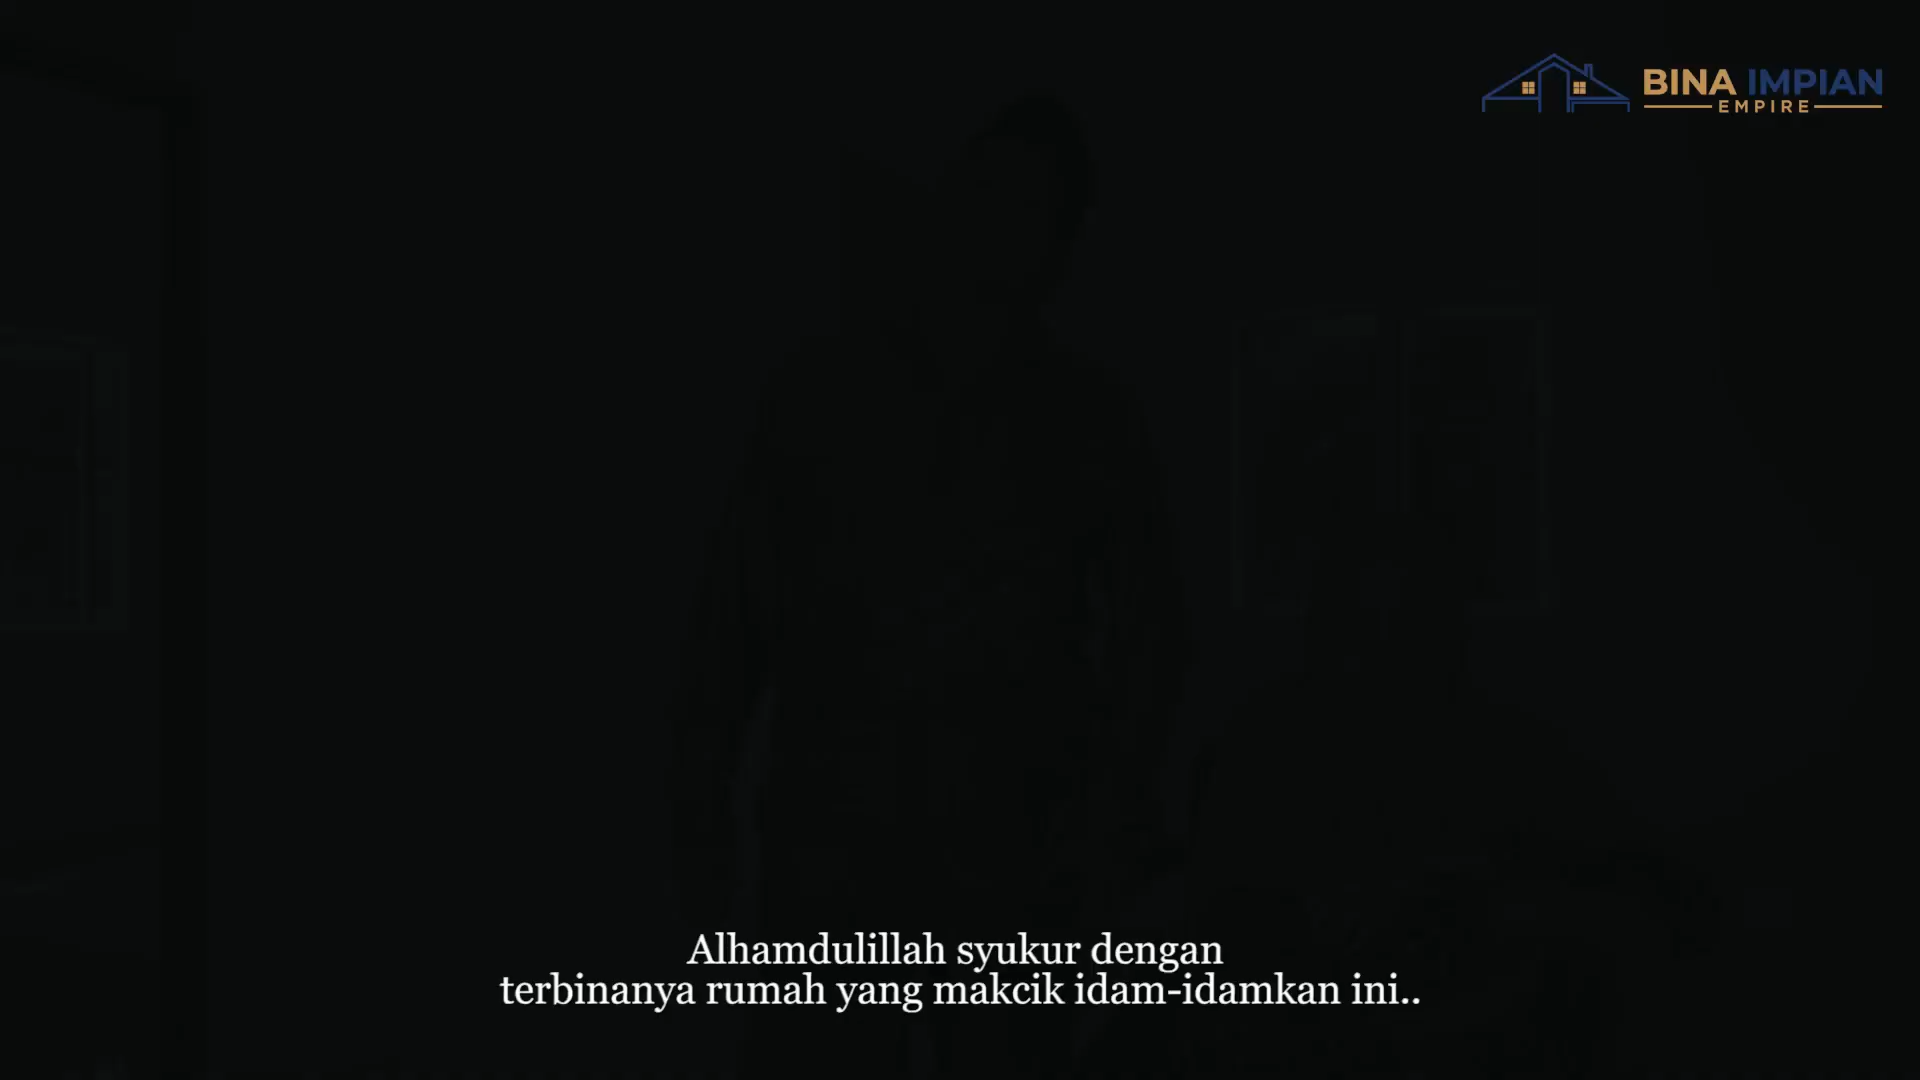 BINA IMPIAN
EMPIRE
Alhamdulillah syukur dengan
terbinanya rumah yang makcik idam-idamkan ini..